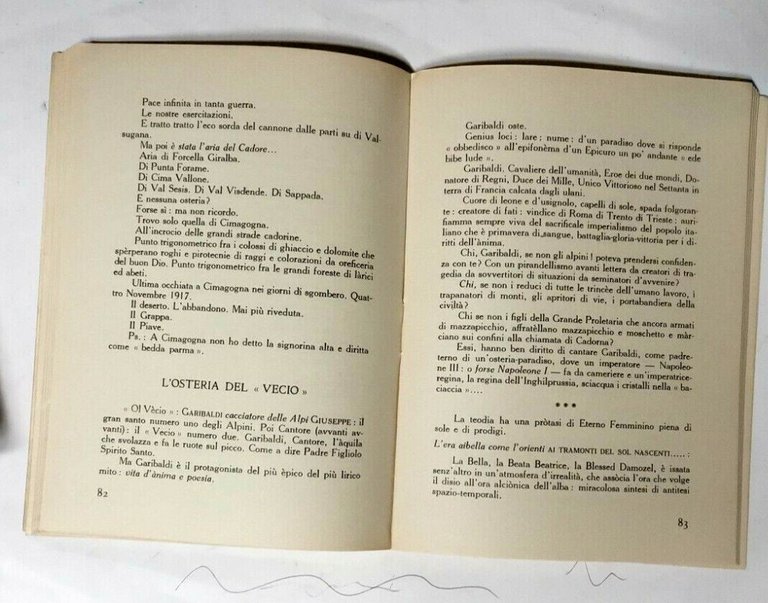 Pace infinita in tanta guerra.
Le nostre esercitazioni.
E tratto tratto l'eco sorda del cannone dalle parti su di Val-
sugana.
Ma poi è stata l'aria del Cadore...
Aria di Forcella Giralba.
Di Punta Forame.
Di Cima Vallone.
Di Val Sesis. Di Val Visdende. Di Sappada.
E nessuna osteria?
Forse sì: ma non ricordo.
Trovo solo quella di Cimagogna.
All'incrocio delle grandi strade cadorine.
Punto trigonometrico fra i colossi di ghiaccio e dolomite che
spèrperano roghi e pirotecnie di raggi e colorazioni da oreficeria
del buon Dio. Punto trigonometrico fra le grandi foreste di làrici
ed abeti.
Ultima occhiata a Cimagogna nei giorni di sgombero. Quat-
tro Novembre 1917.
Il deserto. L'abbandono. Mai più riveduta.
Il Grappa.
Il Piave.
Ps.: A Cimagogna non ho detto la signorina alta e diritta
come « bedda parma ».
L'OSTERIA DEL « VECIO »
« O! Vècio »: GARIBALDI cacciatore delle Alpi GIUSEPPE: il
gran santo numero uno degli Alpini. Poi Cantore (avvanti av-
vanti): il « Vecio » numero due. Garibaldi, Cantore, l'àquila
che svolazza e fa le ruote sul picco. Come a dire Padre Figliolo
Spirito Santo.
Ma Garibaldi è il protagonista del più èpico del più lirico
mito: vita d'ànima e poesia.
82
Garibaldi oste.
Genius loci: lare; nume: d'un paradiso dove si risponde
« obbedisco » all'epifonèma d'un Epicuro un po' andante « ede
bibe lude ».
Garibaldi. Cavaliere dell'umanità, Eroe dei due mondi, Do-
natore di Regni, Duce dei Mille, Unico Vittorioso nel Settanta in
terra di Francia calcata dagli ulani.
Cuore di leone e d'usignolo, capelli di sole, spada folgoran-
te: creatore di fati; vindice di Roma di Trento di Trieste: auri-
fiamma sempre viva del sacrificale imperialismo del popolo ita-
liano che è primavera di sangue, battaglia-gloria-vittoria per i di-
ritti dell'ànima.
Chi, Garibaldi, se non gli alpini! poteva prendersi confiden-
za con te? Con un pirandellismo avanti lettera da creatori di tra-
gedia da sovvertitori di situazioni da seminatori d'avvenire?
Chi, se non i reduci di tutte le trincèe dell'umano lavoro, i
trapanatori di monti, gli apritori di vie, i portabandiera della
civiltà?
Chi se non i figli della Grande Proletaria che ancora armati
di mazzapicchio, affratèllano mazzapicchio e moschetto e màr-
ciano sui confini alla chiamata di Cadorna?
Essi, hanno ben diritto di cantare Garibaldi, come padre-
terno di un'osteria-paradiso, dove un imperatore — Napoleo-
ne III: o forse Napoleone I — fa da cameriere e un'imperatrice-
regina, la regina dell'Inghilprussia, sciacqua i cristalli nella « ba-
ciaccia »....
* * *
La teodia ha una pròtasi di Eterno Femminino piena di
sole e di prodigi.
L'era aibella come l'orienti AI TRAMONTI DEL SOL NASCENTI.....:
La Bella, la Beata Beatrice, la Blessed Damozel, è issata
senz'altro in un'atmosfera d'irrealità, che assòcia l'ora che volge
il disio all'ora alciònica dell'alba: miracolosa sintesi di antitesi
spazio-temporali.
83